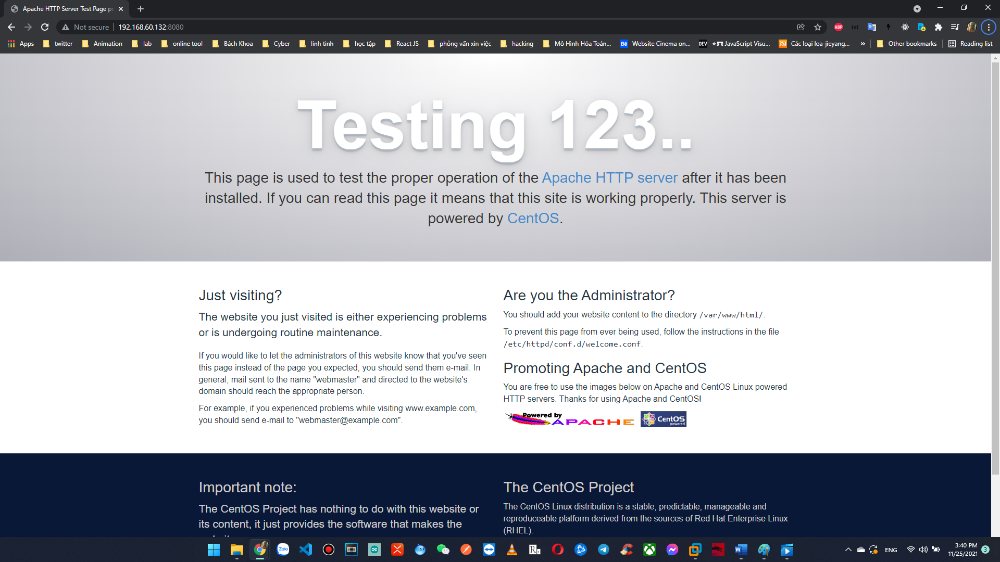 Apache HTTP Server Test Page po
Not secure
192.168.60.132:8080
Apps
twitter
Animation
lab
online tool
Bách Khoa
Cyber
linh tinh
học tập
React JS
phỏng vấn xin việc
hacking
Mô Hình Hóa Toán...
Website Cinema on...
JavaScript Visu...
Các loại loa-jieyang...
»
Other bookmarks
Reading list
Testing 123..
This page is used to test the proper operation of the Apache HTTP server after it has been
installed. If you can read this page it means that this site is working properly. This server is
powered by CentOS.
Just visiting?
The website you just visited is either experiencing problems
or is undergoing routine maintenance.
If you would like to let the administrators of this website know that you've seen
this page instead of the page you expected, you should send them e-mail. In
general, mail sent to the name "webmaster" and directed to the website's
domain should reach the appropriate person.
For example, if you experienced problems while visiting www.example.com,
you should send e-mail to "webmaster@example.com".
Are you the Administrator?
You should add your website content to the directory /var/www/html/.
To prevent this page from ever being used, follow the instructions in the file
/etc/httpd/conf.d/welcome.conf.
Promoting Apache and CentOS
You are free to use the images below on Apache and CentOS Linux powered
HTTP servers. Thanks for using Apache and CentOS!
Powered by
APACHE
CentOS
powered
Important note:
The CentOS Project has nothing to do with this website or
its content, it just provides the software that makes the
The CentOS Project
The CentOS Linux distribution is a stable, predictable, manageable and
reproduceable platform derived from the sources of Red Hat Enterprise Linux
(RHEL).
Zalo
ENG
3:40 PM
11/25/2021
3